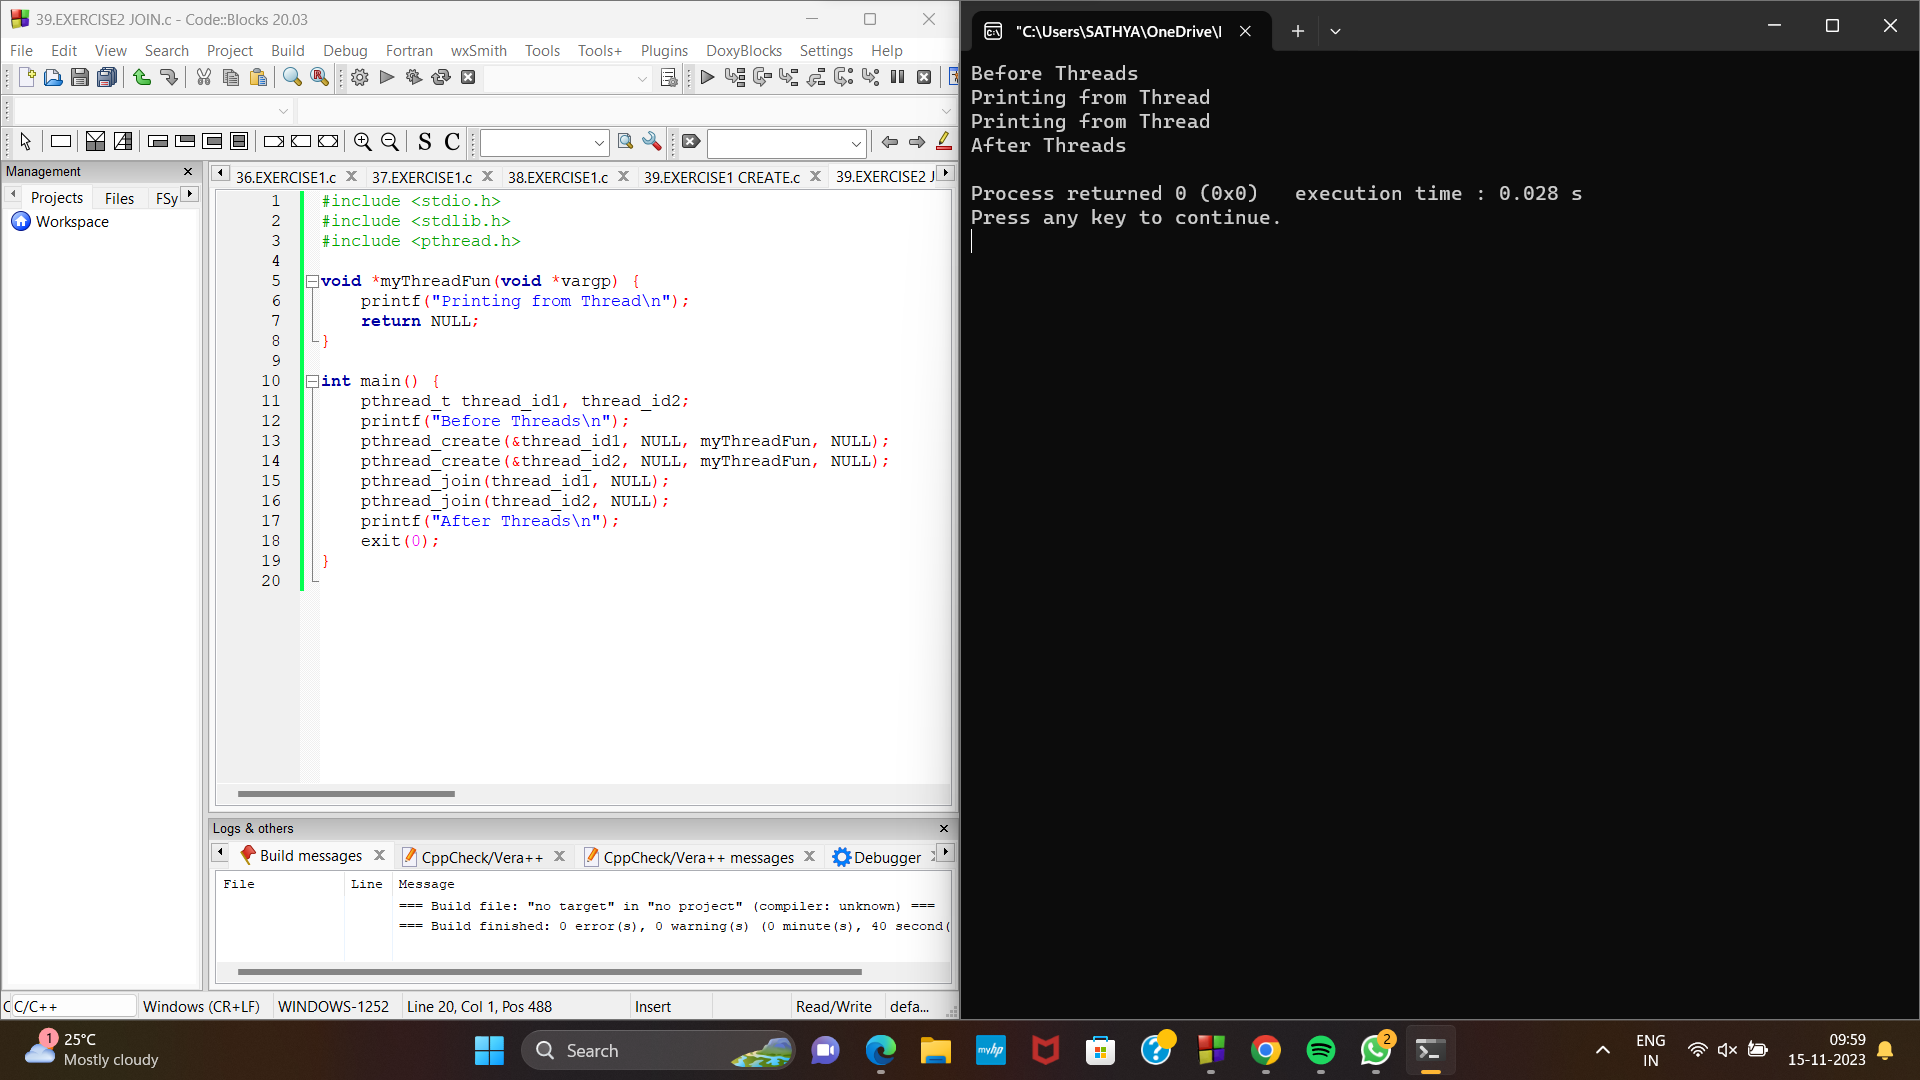 39.EXERCISE2 JOIN.c - Code::Blocks 20.03
File Edit View Search Project Build Debug Fortran wxSmith Tools Tools+ Plugins DoxyBlocks Settings Help
S C
Management
Projects Files FSy
Workspace
36.EXERCISE1.c 37.EXERCISE1.c 38.EXERCISE1.c 39.EXERCISE1 CREATE.c 39.EXERCISE2 J
1 #include <stdio.h>
2 #include <stdlib.h>
3 #include <pthread.h>
4
5 void *myThreadFun(void *vargp) {
6 printf("Printing from Thread\n");
7 return NULL;
8 }
9
10 int main() {
11 pthread_t thread_id1, thread_id2;
12 printf("Before Threads\n");
13 pthread_create(&thread_id1, NULL, myThreadFun, NULL);
14 pthread_create(&thread_id2, NULL, myThreadFun, NULL);
15 pthread_join(thread_id1, NULL);
16 pthread_join(thread_id2, NULL);
17 printf("After Threads\n");
18 exit(0);
19 }
20
Logs & others
Build messages CppCheck/Vera++ CppCheck/Vera++ messages Debugger
File Line Message
=== Build file: "no target" in "no project" (compiler: unknown) ===
=== Build finished: 0 error(s), 0 warning(s) (0 minute(s), 40 second(
C C/C++ Windows (CR+LF) WINDOWS-1252 Line 20, Col 1, Pos 488 Insert Read/Write defa...
"C:\Users\SATHYA\OneDrive\I
Before Threads
Printing from Thread
Printing from Thread
After Threads
Process returned 0 (0x0) execution time : 0.028 s
Press any key to continue.
1
25°C
Mostly cloudy
Search
myhp
2
ENG
IN
09:59
15-11-2023